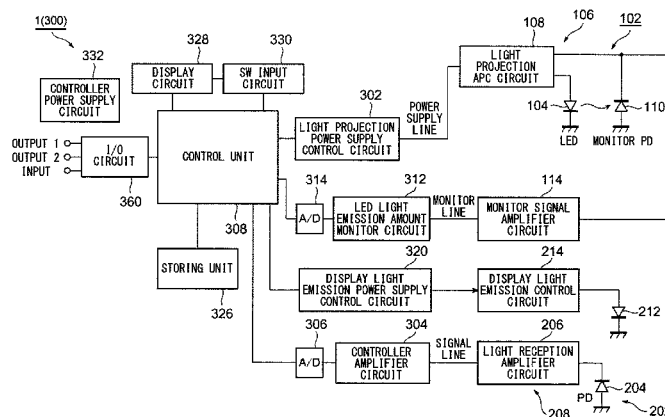 1(300)
332
CONTROLLER
POWER SUPPLY
CIRCUIT
328
DISPLAY
CIRCUIT
330
SW INPUT
CIRCUIT
302
LIGHT PROJECTION
POWER SUPPLY
CONTROL CIRCUIT
POWER
SUPPLY
LINE
108
LIGHT
PROJECTION
APC CIRCUIT
106
102
104
LED
110
MONITOR PD
OUTPUT 1
OUTPUT 2
INPUT
I/O
CIRCUIT
360
CONTROL UNIT
308
314
A/D
312
LED LIGHT
EMISSION AMOUNT
MONITOR CIRCUIT
MONITOR
LINE
114
MONITOR SIGNAL
AMPLIFIER
CIRCUIT
STORING UNIT
326
320
DISPLAY LIGHT
EMISSION POWER SUPPLY
CONTROL CIRCUIT
214
DISPLAY LIGHT
EMISSION CONTROL
CIRCUIT
212
306
A/D
304
CONTROLLER
AMPLIFIER
CIRCUIT
SIGNAL
LINE
206
LIGHT RECEPTION
AMPLIFIER
CIRCUIT
208
PD
204